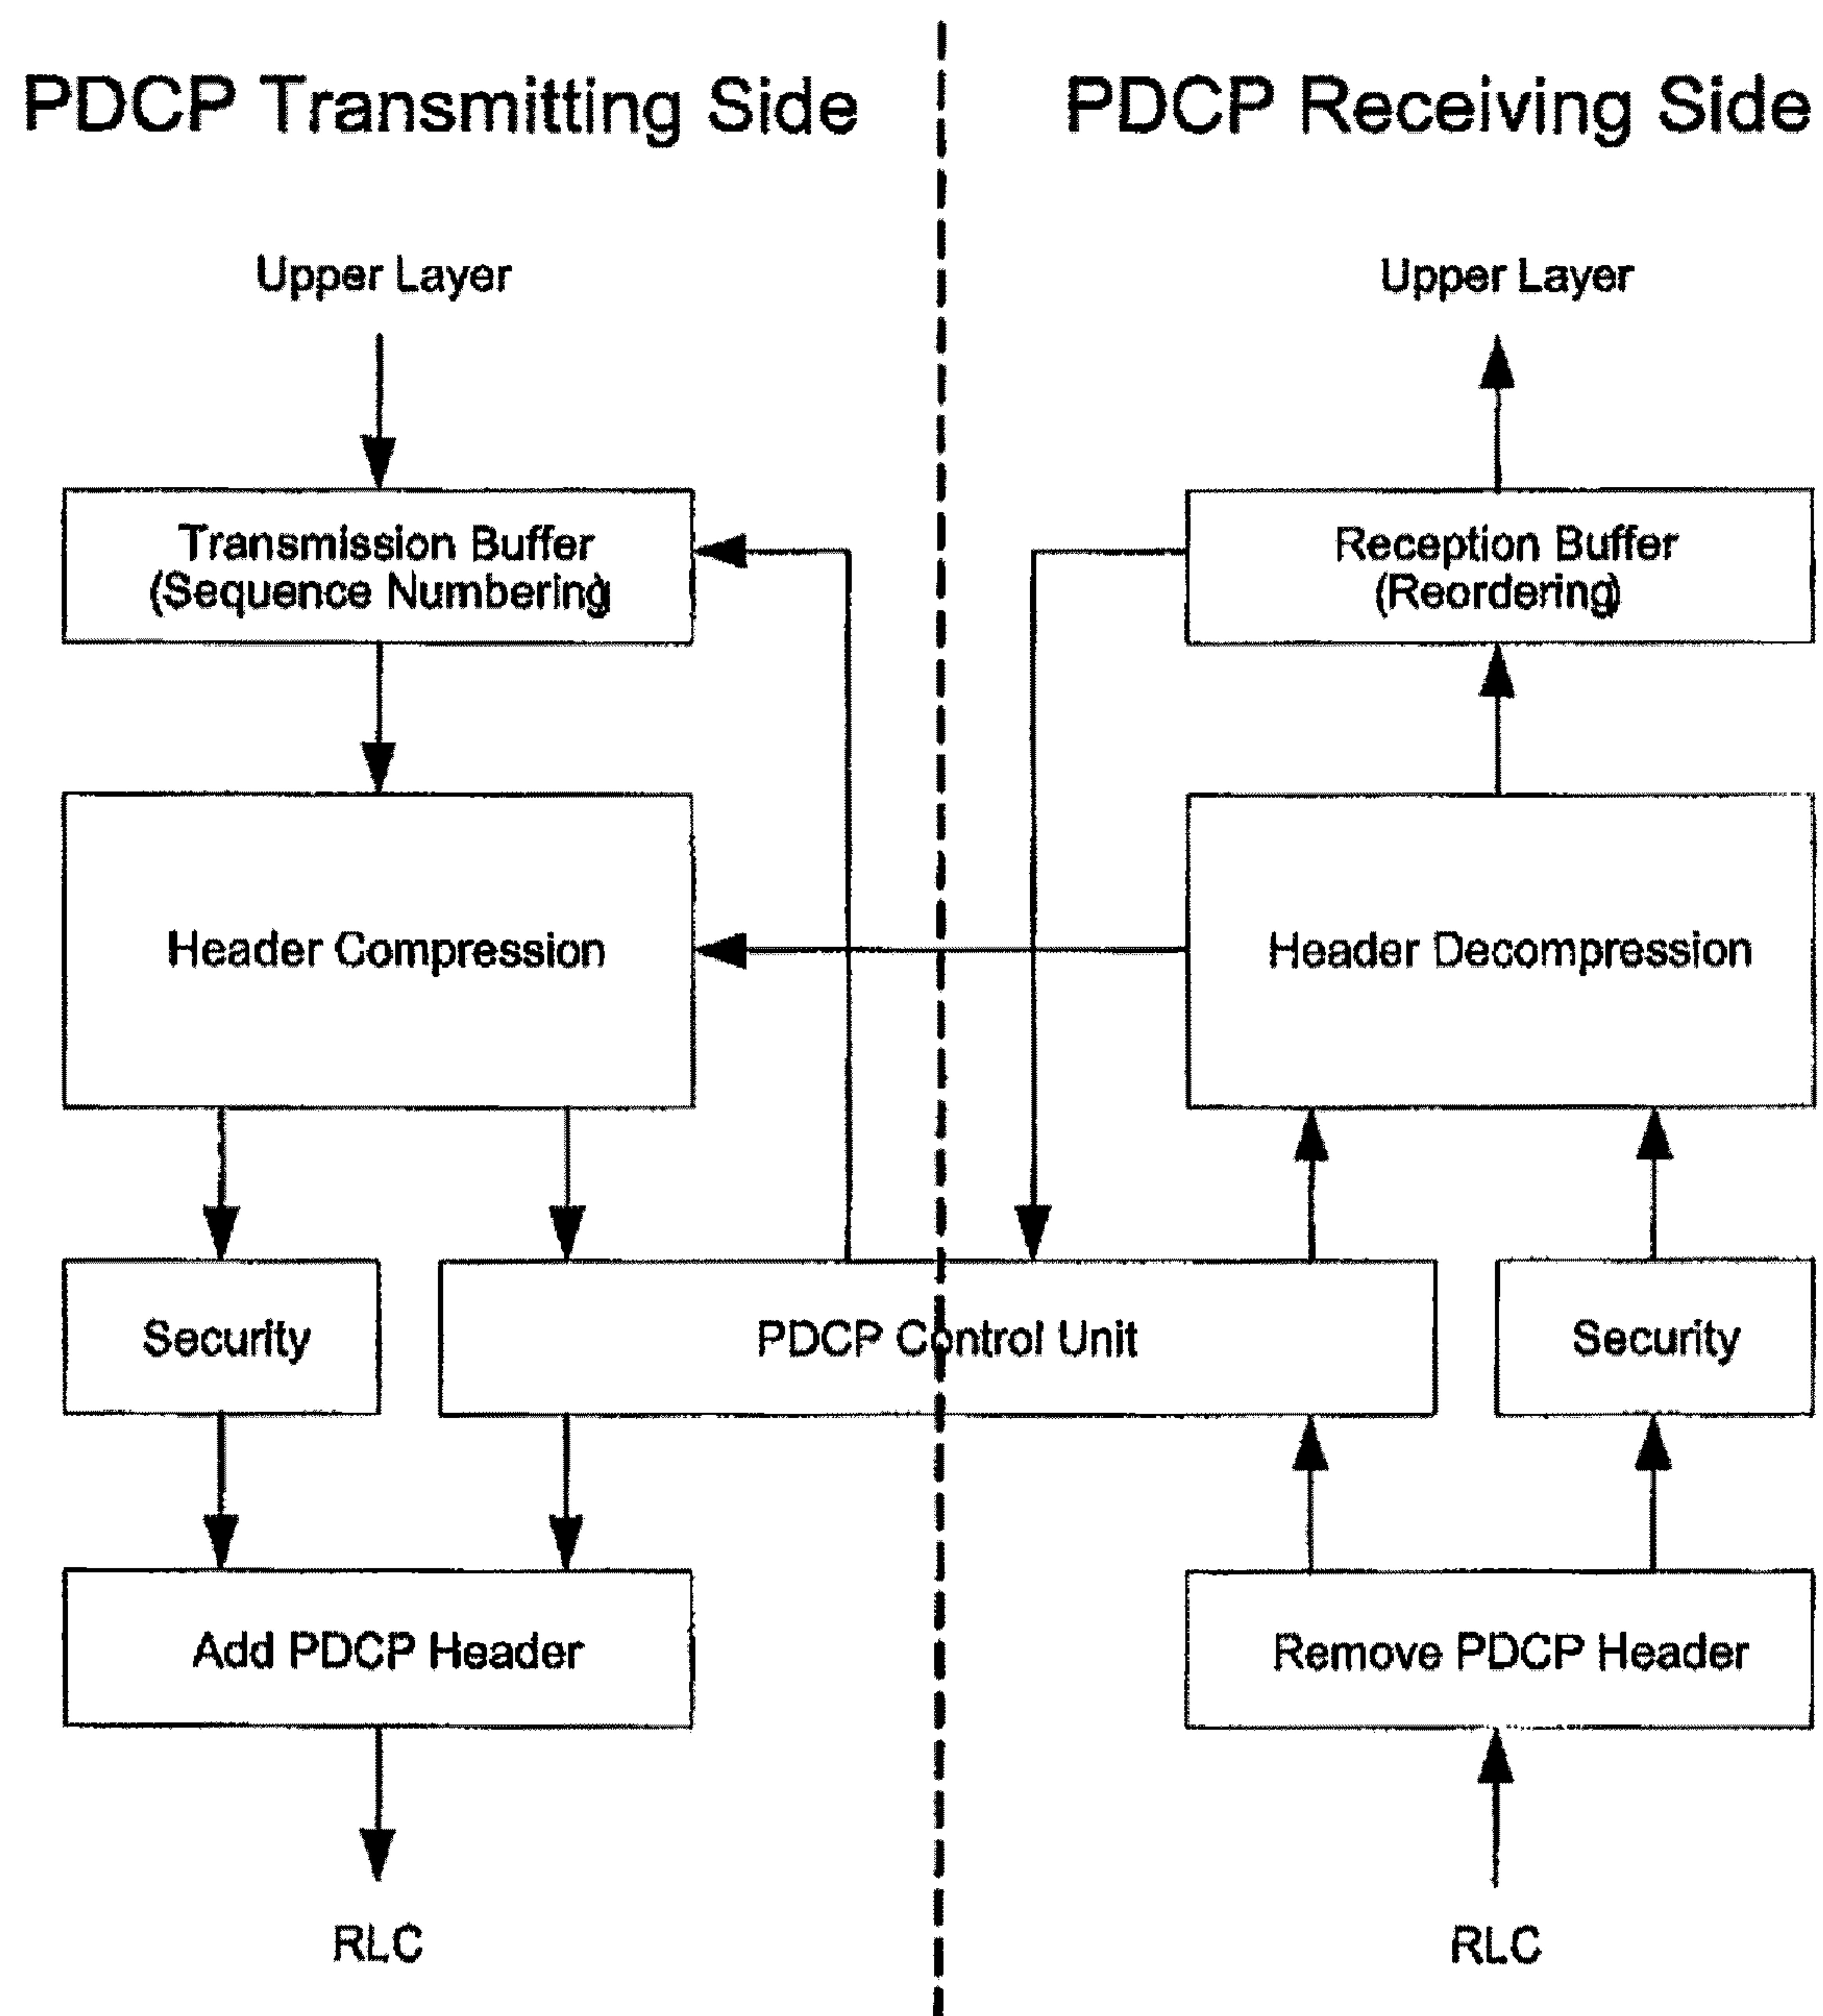 PDCP Transmitting Side
PDCP Receiving Side
Upper Layer
Upper Layer
Transmission Buffer
(Sequence Numbering)
Reception Buffer
(Reordering)
Header Compression
Header Decompression
Security
PDCP Control Unit
Security
Add PDCP Header
Remove PDCP Header
RLC
RLC